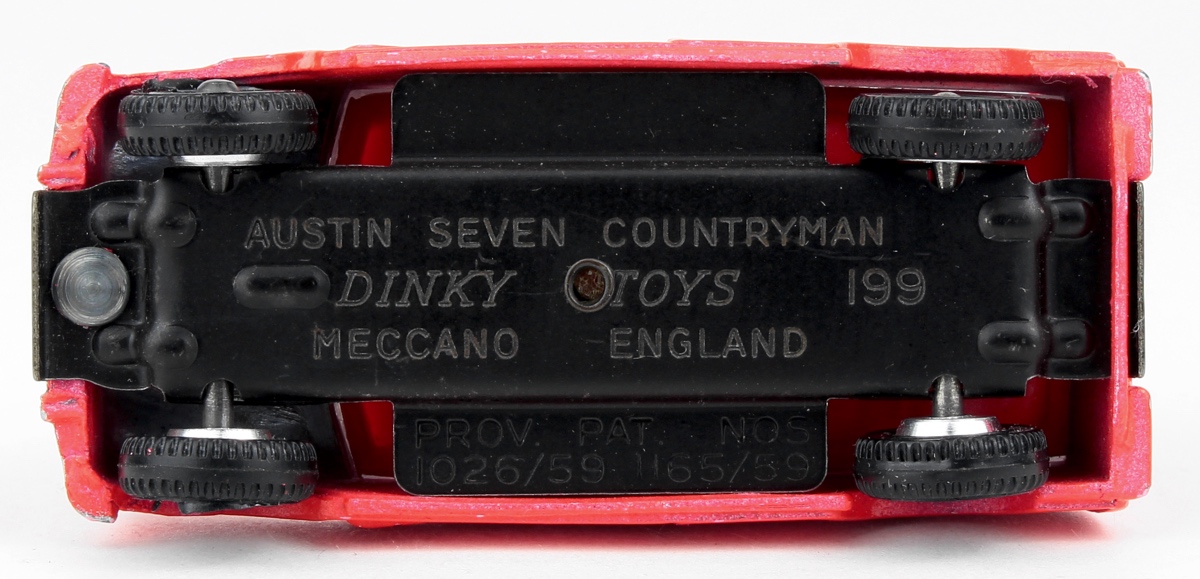 AUSTIN SEVEN COUNTRYMAN
DINKY TOYS 199
MECCANO ENGLAND
PROV. PAT. NOS
1026/59 1165/59